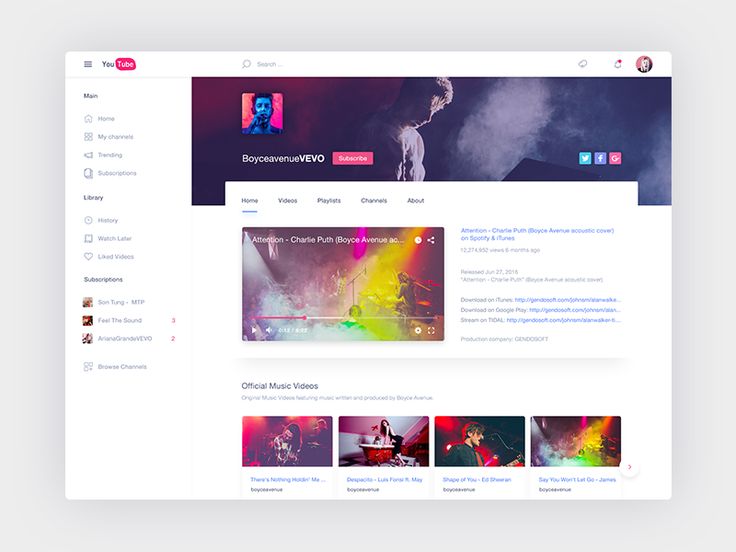 YouTube
Search ...
Main
Home
My channels
Trending
Subscriptions
Library
History
Watch Later
Liked Videos
Subscriptions
Son Tung - MTP
Feel The Sound 3
ArianaGrandeVEVO 2
Browse Channels
BoyceavenueVEVO
Subscribe
Home Videos Playlists Channels About
Attention - Charlie Puth (Boyce Avenue ac...
0:12 / 6:22
Attention - Charlie Puth (Boyce Avenue acoustic cover)
on Spotify & iTunes
12,274,952 views 6 months ago
Released Jun 27, 2016
"Attention - Charlie Puth" (Boyce Avenue acoustic cover)
Download on iTunes: http://gendosoft.com/johnsm/alanwalke...
Download on Google Play: http://gendosoft.com/johnsm/alan...
Stream on TIDAL: http://gendosoft.com/johnsm/alanwalker-ti...
Production company: GENDOSOFT
Official Music Videos
Original Music Videos featuring music written and produced by Boyce Avenue.
There's Nothing Holdin' Me ...
boyceavenue
Despacito - Luis Fonsi ft. May
boyceavenue
Shape of You - Ed Sheeran
boyceavenue
Say You Won't Let Go - James
boyceavenue